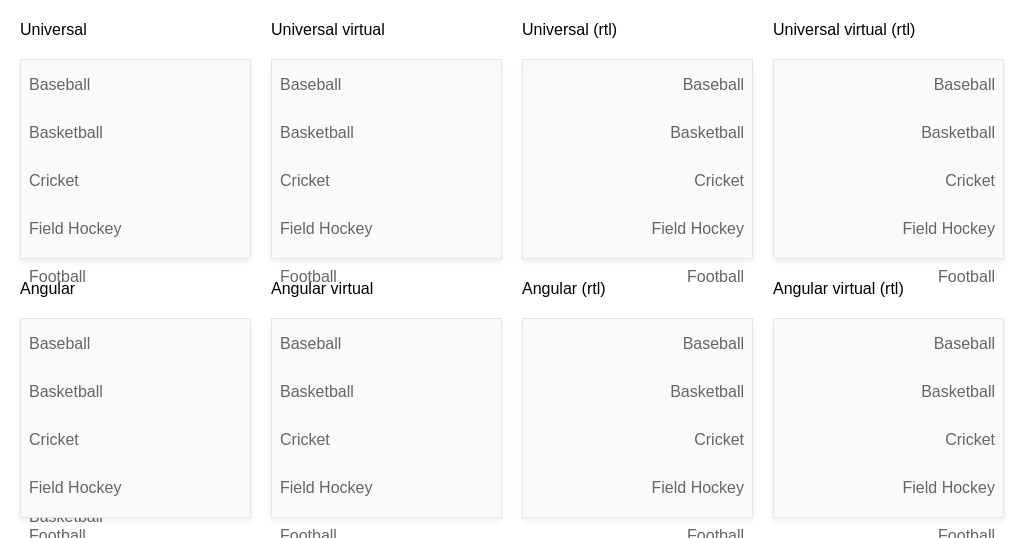 Universal
Baseball
Basketball
Cricket
Field Hockey
Football
Universal virtual
Baseball
Basketball
Cricket
Field Hockey
Football
Universal (rtl)
Baseball
Basketball
Cricket
Field Hockey
Football
Universal virtual (rtl)
Baseball
Basketball
Cricket
Field Hockey
Football
Angular
Baseball
Basketball
Cricket
Field Hockey
Basketball
Football
Angular virtual
Baseball
Basketball
Cricket
Field Hockey
Football
Angular (rtl)
Baseball
Basketball
Cricket
Field Hockey
Football
Angular virtual (rtl)
Baseball
Basketball
Cricket
Field Hockey
Football